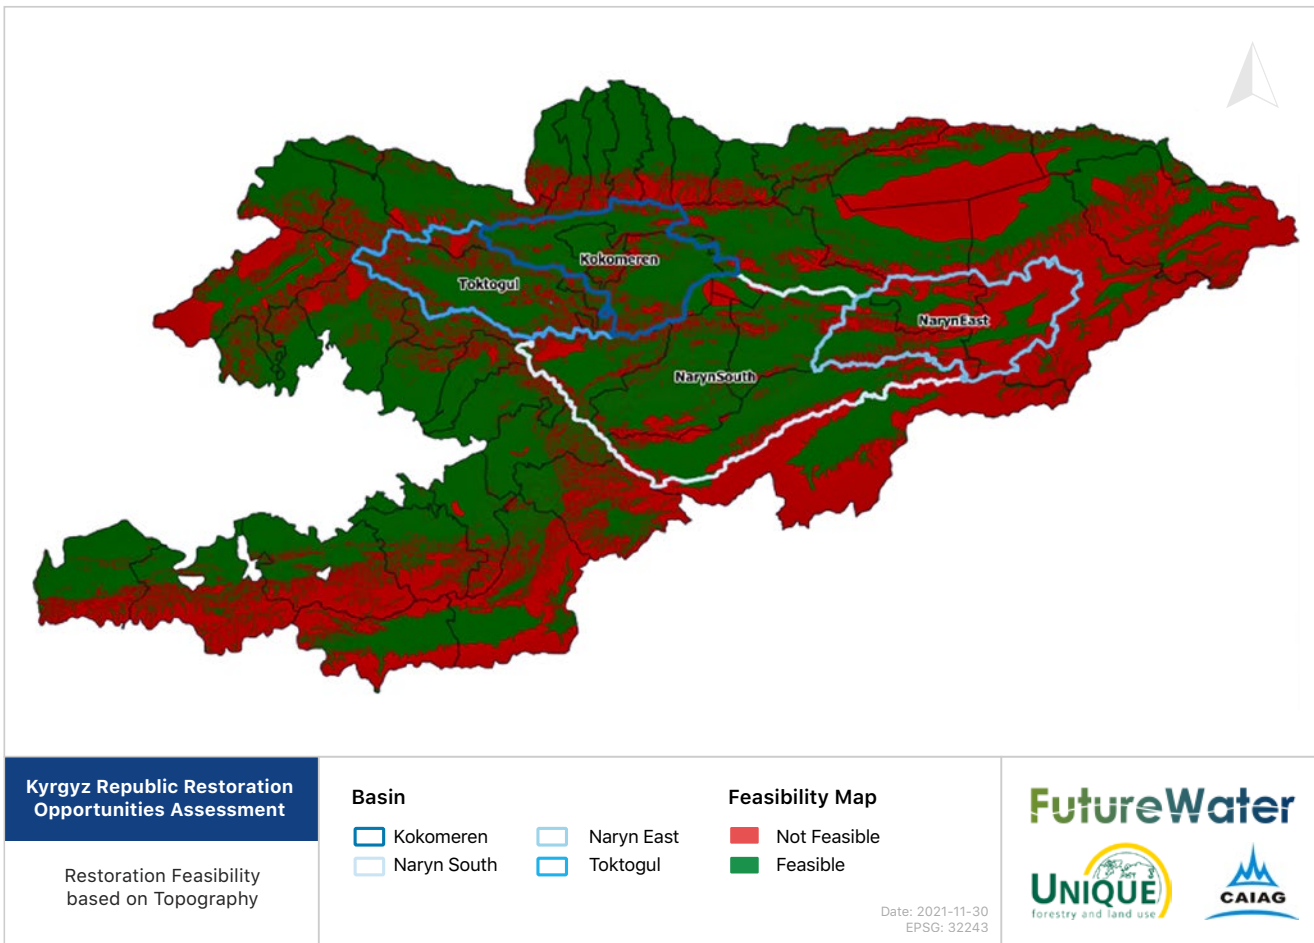 Kokomeren
Toktogul
NarynEast
NarynSouth
Kyrgyz Republic Restoration
Opportunities Assessment
Restoration Feasibility
based on Topography
Basin
Kokomeren
Naryn East
Naryn South
Toktogul
Feasibility Map
Not Feasible
Feasible
Date: 2021-11-30
EPSG: 32243
FutureWater
UNIQUE
forestry and land use
CAIAG